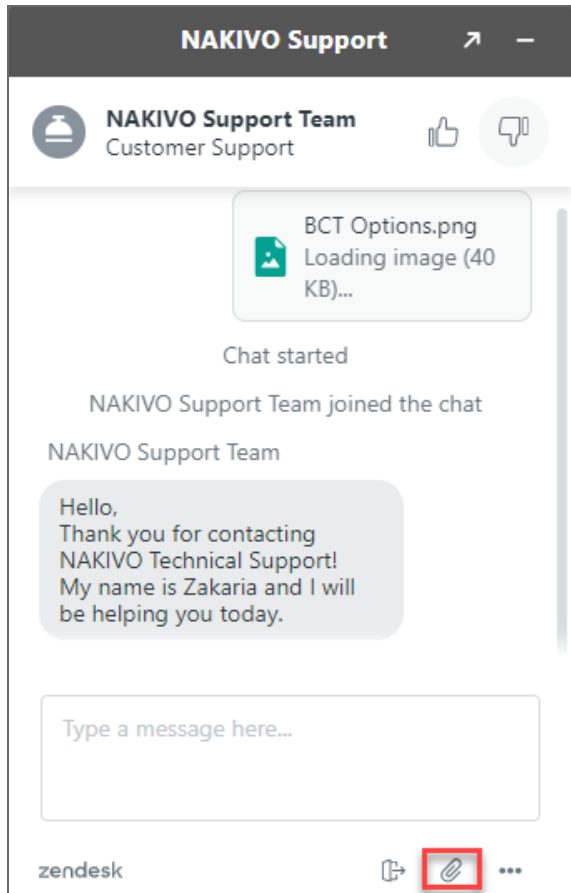 NAKIVO Support
NAKIVO Support Team
Customer Support
BCT Options.png
Loading image (40
KB)...
Chat started
NAKIVO Support Team joined the chat
NAKIVO Support Team
Hello,
Thank you for contacting
NAKIVO Technical Support!
My name is Zakaria and I will
be helping you today.
Type a message here...
zendesk